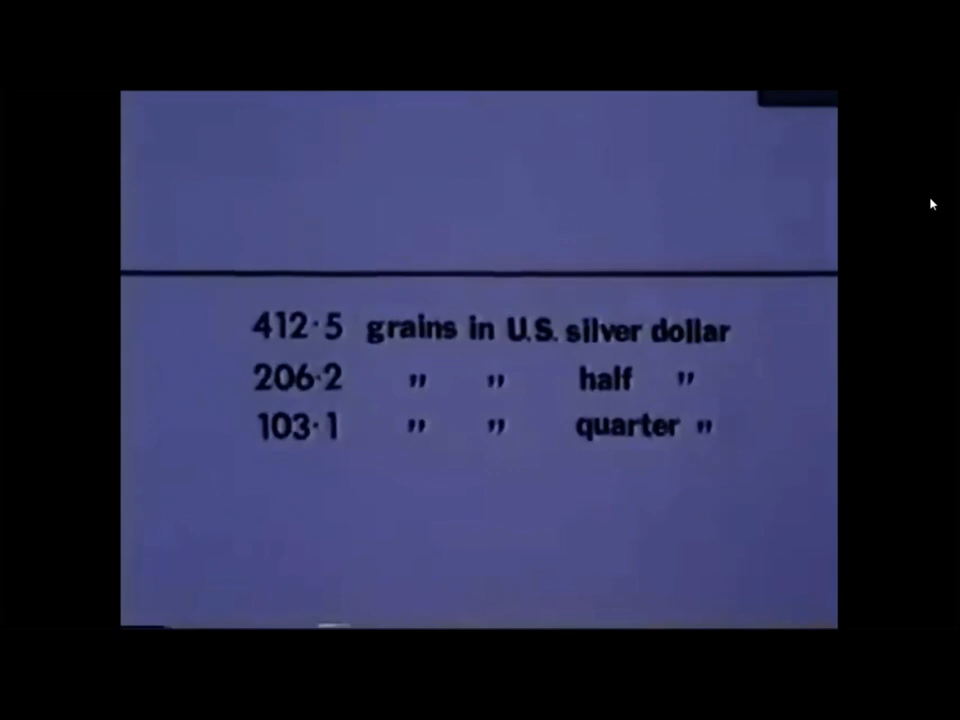 412·5 grains in U.S. silver dollar
206·2 " " half "
103·1 " " quarter "